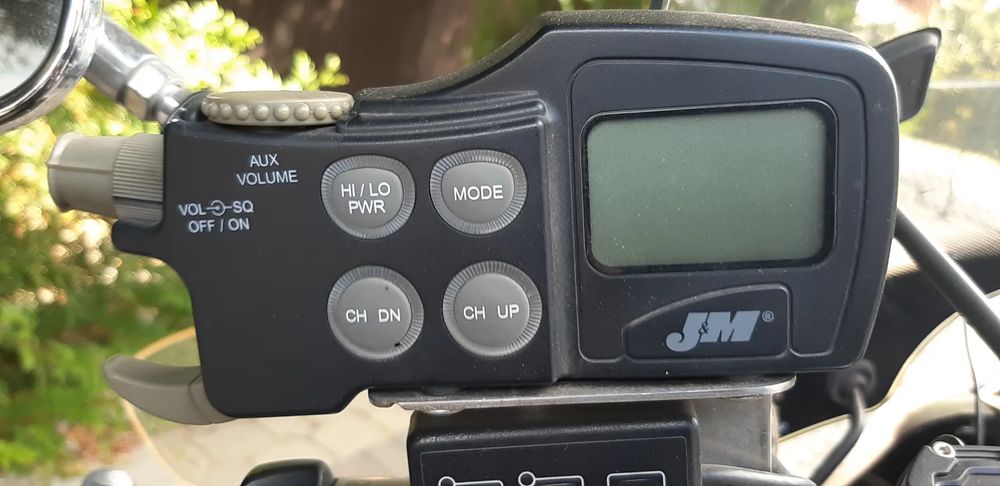 AUX
VOLUME
VOL SQ
OFF / ON
HI / LO
PWR
MODE
CH DN
CH UP
J&M®